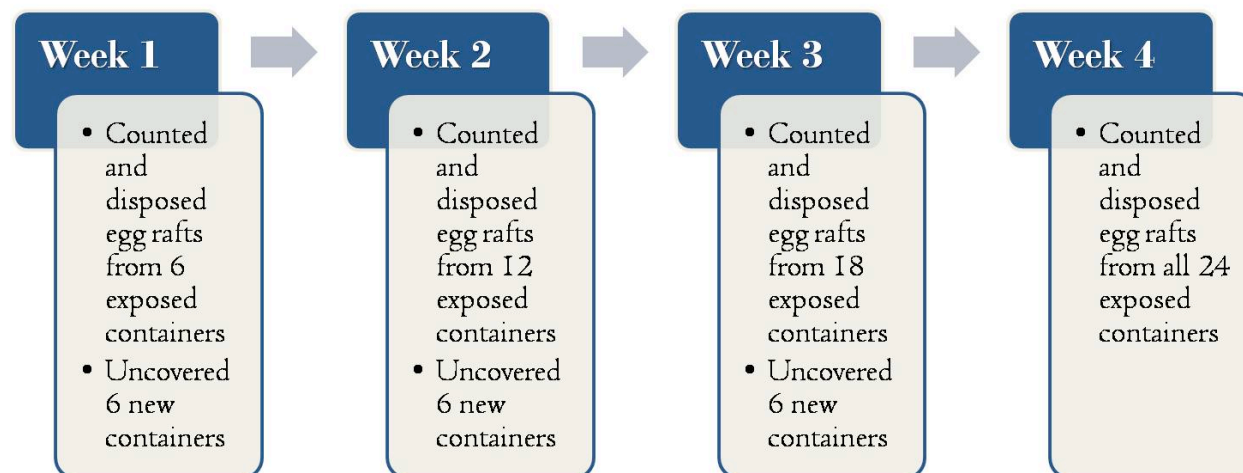 Week 1
• Counted
and
disposed
egg rafts
from 6
exposed
containers
• Uncovered
6 new
containers
Week 2
• Counted
and
disposed
egg rafts
from 12
exposed
containers
• Uncovered
6 new
containers
Week 3
• Counted
and
disposed
egg rafts
from 18
exposed
containers
• Uncovered
6 new
containers
Week 4
• Counted
and
disposed
egg rafts
from all 24
exposed
containers